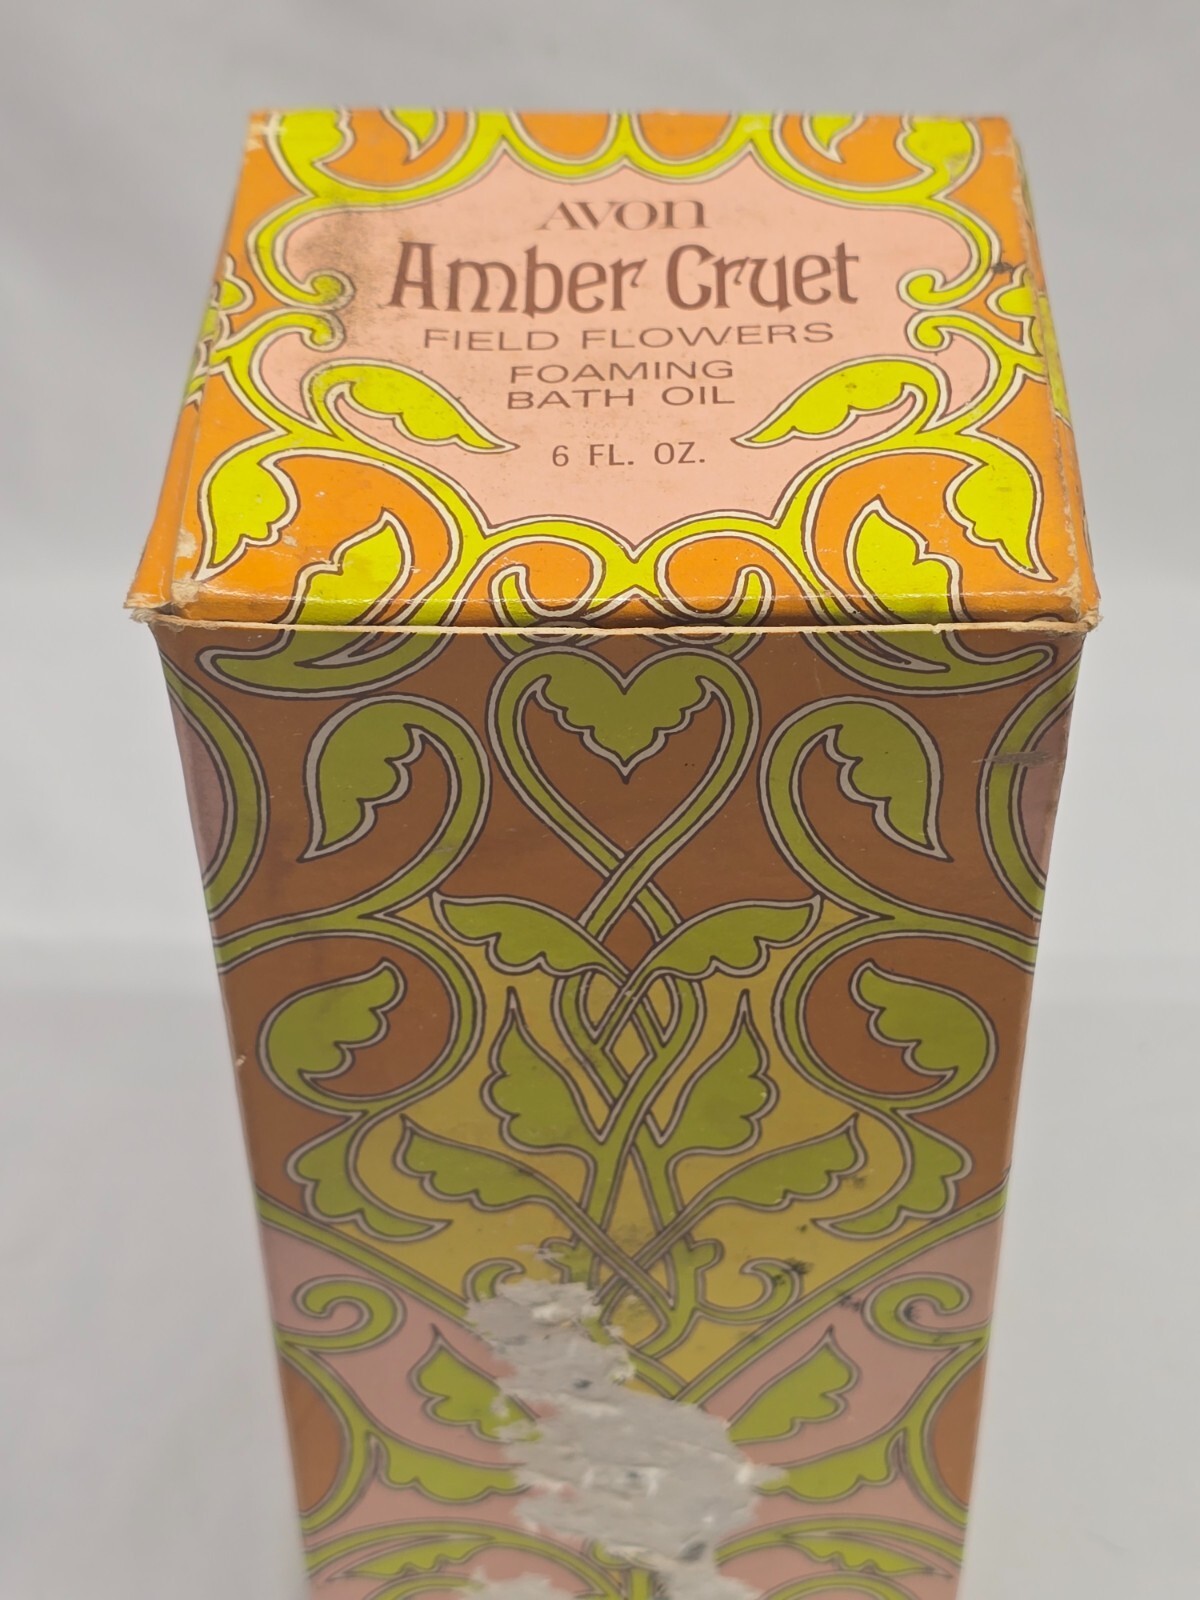 AVON
Amber Cruet
FIELD FLOWERS
FOAMING
BATH OIL
6 FL. OZ.